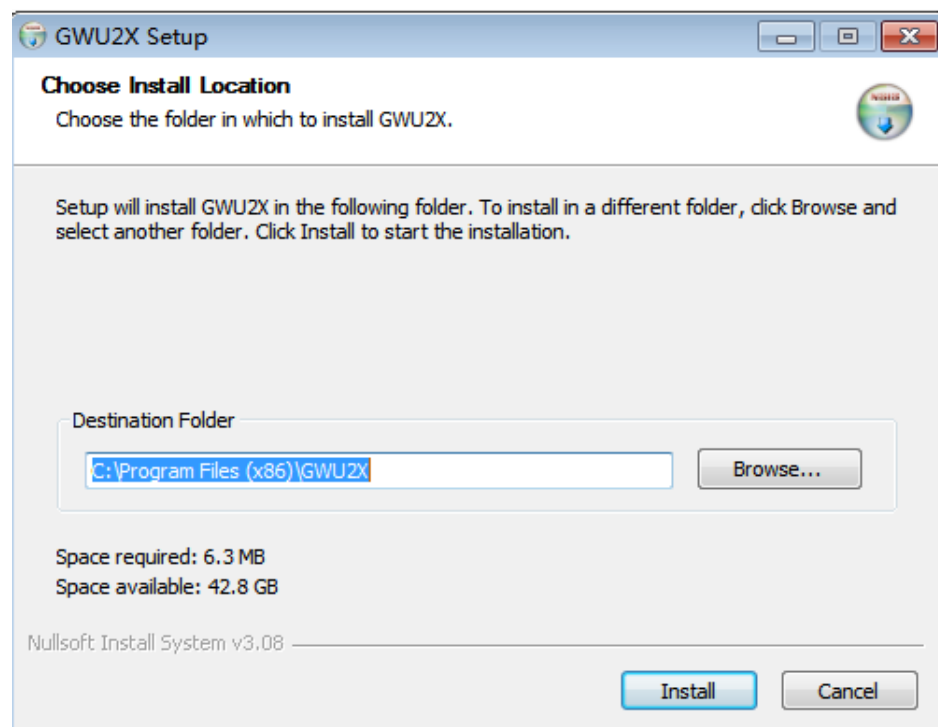 GWU2X Setup
Choose Install Location
Choose the folder in which to install GWU2X.
Setup will install GWU2X in the following folder. To install in a different folder, click Browse and
select another folder. Click Install to start the installation.
Destination Folder
C:\Program Files (x86)\GWU2X
Browse...
Space required: 6.3 MB
Space available: 42.8 GB
Nullsoft Install System v3.08
Install
Cancel